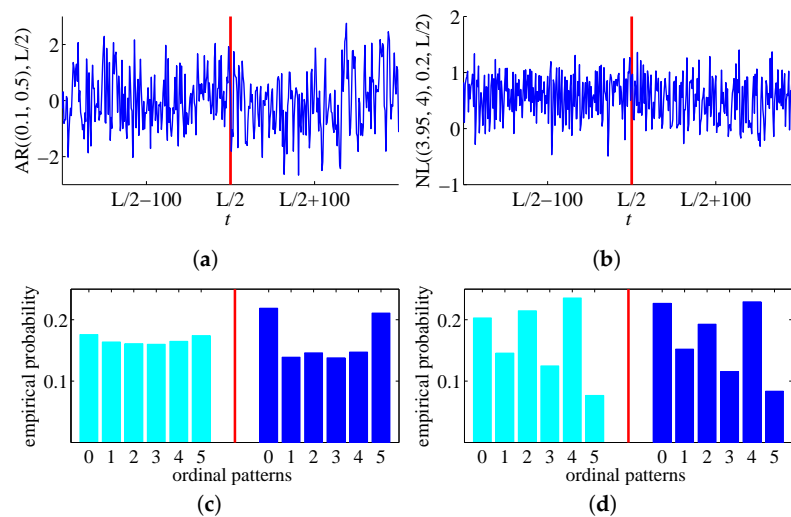 AR((0.1, 0.5), L/2)
2
0
−2
L/2−100 L/2 L/2+100
t
(a)
NL((3.95, 4), 0.2, L/2)
2
1
0
−1
L/2−100 L/2 L/2+100
t
(b)
empirical probability
0.2
0.1
0 1 2 3 4 5 0 1 2 3 4 5
ordinal patterns
(c)
empirical probability
0.2
0.1
0 1 2 3 4 5 0 1 2 3 4 5
ordinal patterns
(d)